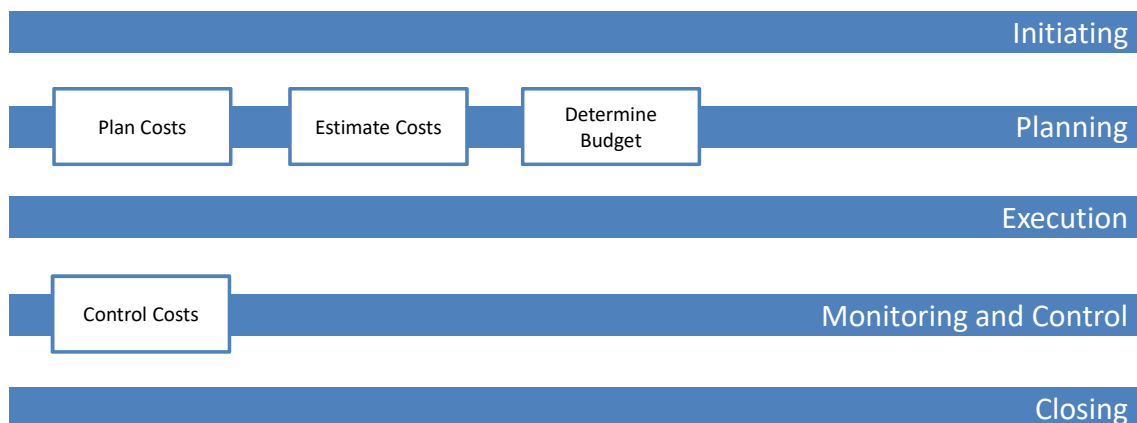 Initiating
Plan Costs
Estimate Costs
Determine
Budget
Planning
Execution
Control Costs
Monitoring and Control
Closing